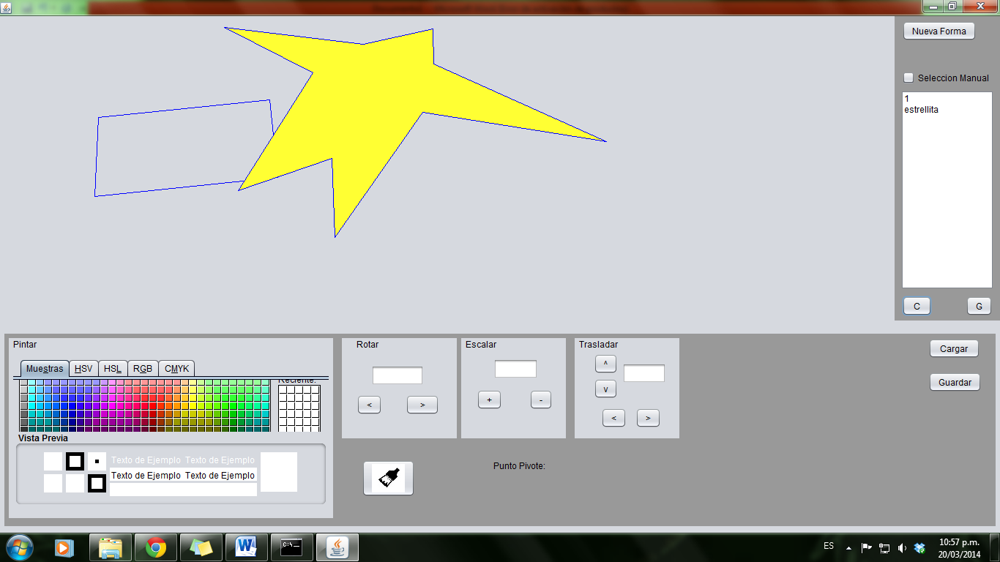 Nueva Forma
Seleccion Manual
1
estrellita
C
G
Pintar
Muestras HSV HSL RGB CMYK
Reciente:
Vista Previa
Texto de Ejemplo Texto de Ejemplo
Texto de Ejemplo Texto de Ejemplo
Rotar
< >
Escalar
+ -
Trasladar
^
v
< >
Cargar
Guardar
Punto Pivote:
C:\
ES
10:57 p.m.
20/03/2014